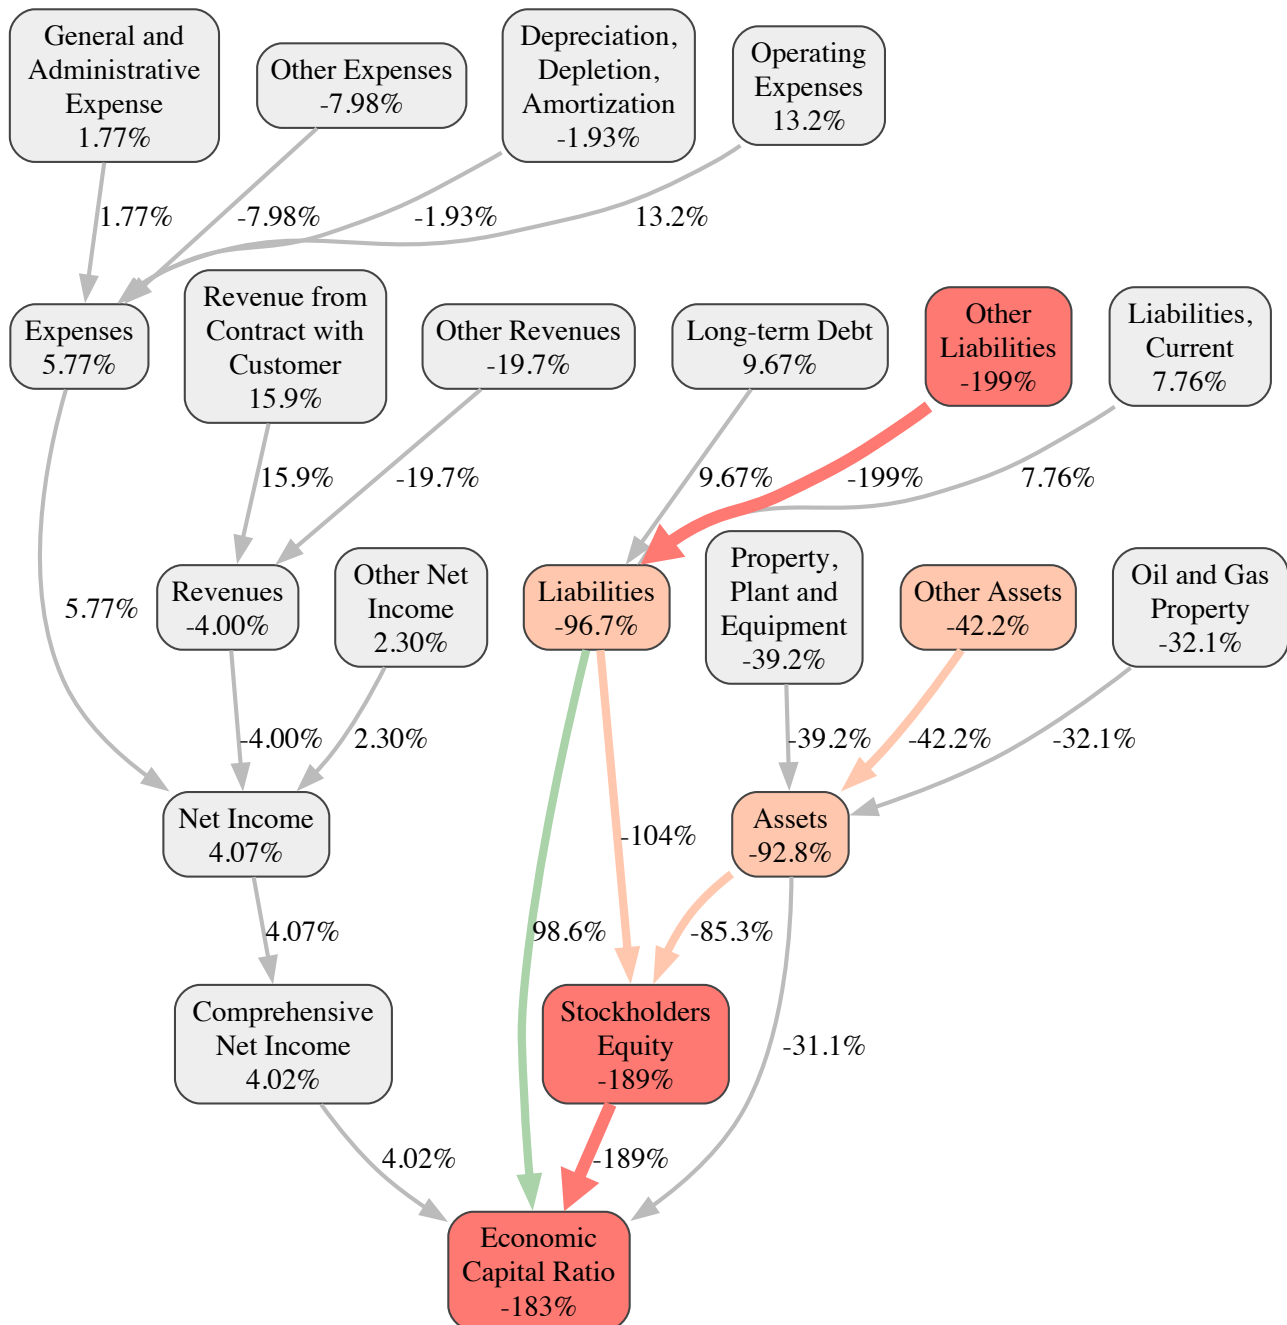 General and
Administrative
Expense
1.77%
Other Expenses
-7.98%
Depreciation,
Depletion,
Amortization
-1.93%
Operating
Expenses
13.2%
1.77%
-7.98%
-1.93%
13.2%
Expenses
5.77%
Revenue from
Contract with
Customer
15.9%
Other Revenues
-19.7%
Long-term Debt
9.67%
Other
Liabilities
-199%
Liabilities,
Current
7.76%
15.9%
-19.7%
9.67%
-199%
7.76%
5.77%
Revenues
-4.00%
Other Net
Income
2.30%
Liabilities
-96.7%
Property,
Plant and
Equipment
-39.2%
Other Assets
-42.2%
Oil and Gas
Property
-32.1%
-4.00%
2.30%
-39.2%
-42.2%
-32.1%
Net Income
4.07%
-104%
Assets
-92.8%
4.07%
98.6%
-85.3%
Comprehensive
Net Income
4.02%
Stockholders
Equity
-189%
-31.1%
4.02%
-189%
Economic
Capital Ratio
-183%